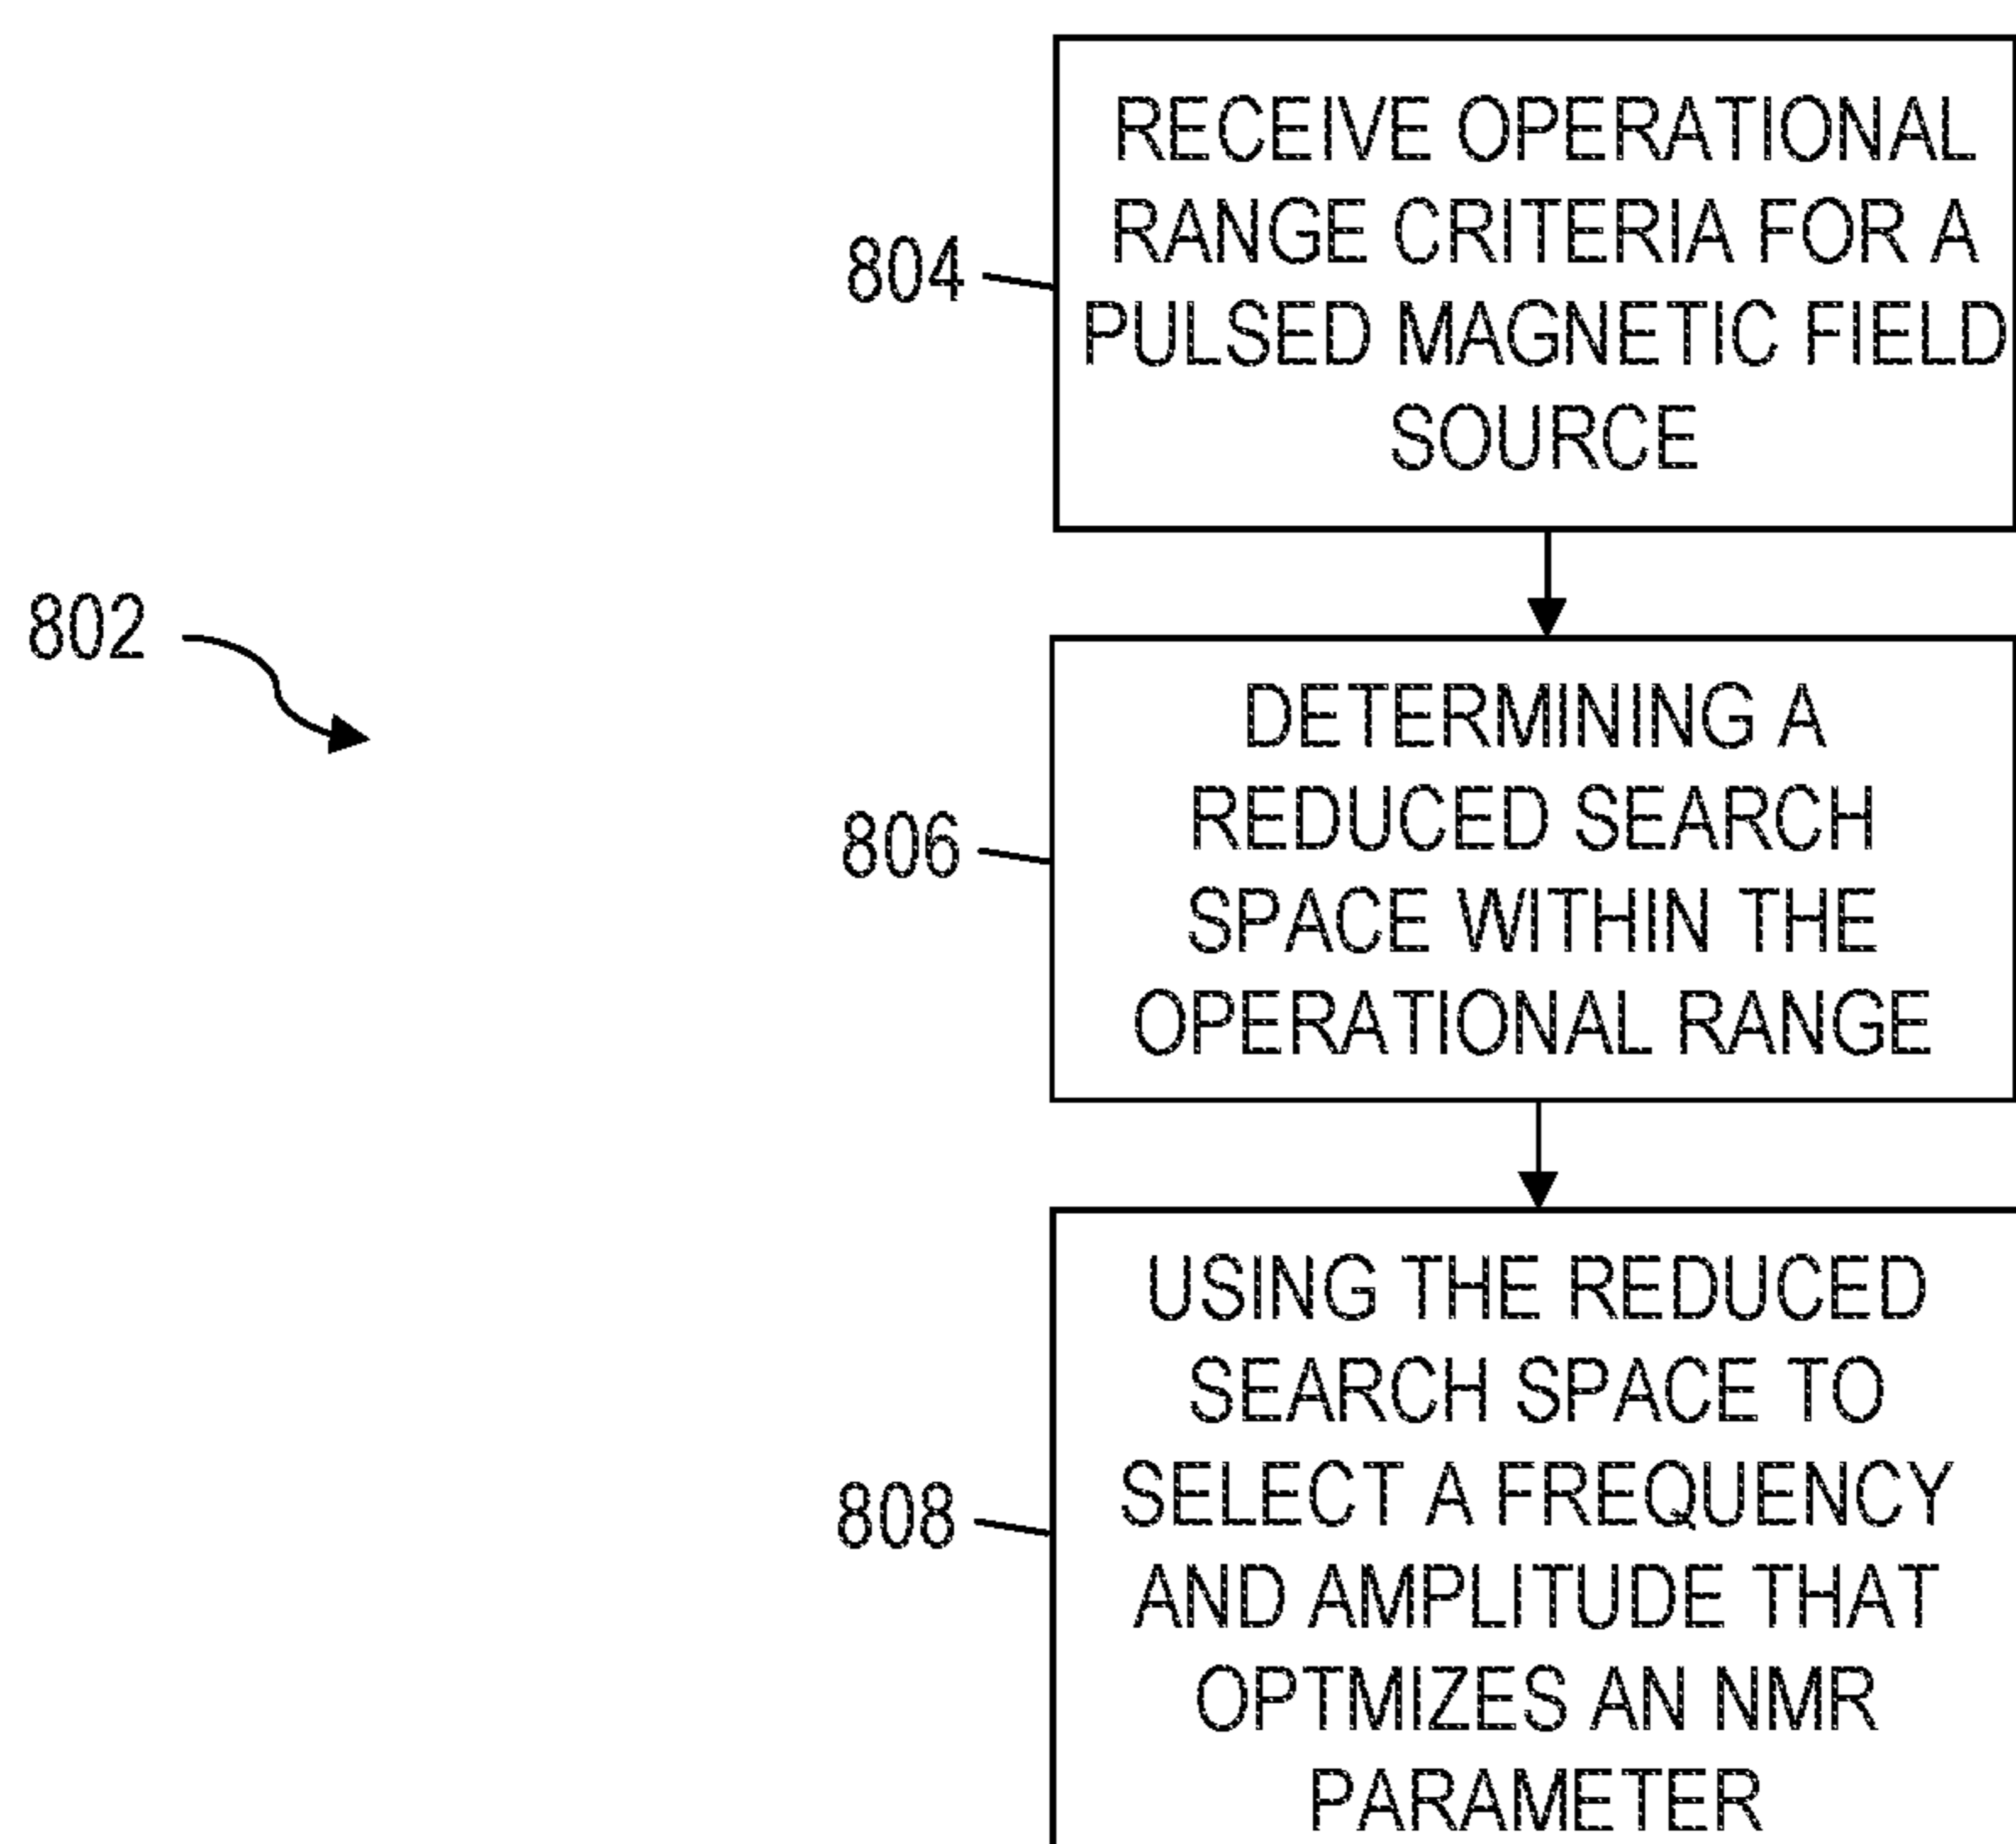 RECEIVE OPERATIONAL
RANGE CRITERIA FOR A
PULSED MAGNETIC FIELD
SOURCE
804
802
DETERMINING A
REDUCED SEARCH
SPACE WITHIN THE
OPERATIONAL RANGE
806
USING THE REDUCED
SEARCH SPACE TO
SELECT A FREQUENCY
AND AMPLITUDE THAT
OPTMIZES AN NMR
PARAMETER
808